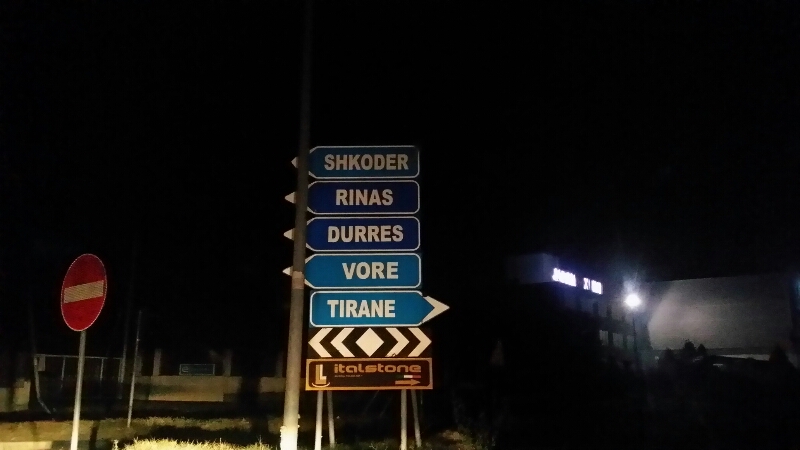 SHKODER
RINAS
DURRES
VORE
TIRANE
italstone